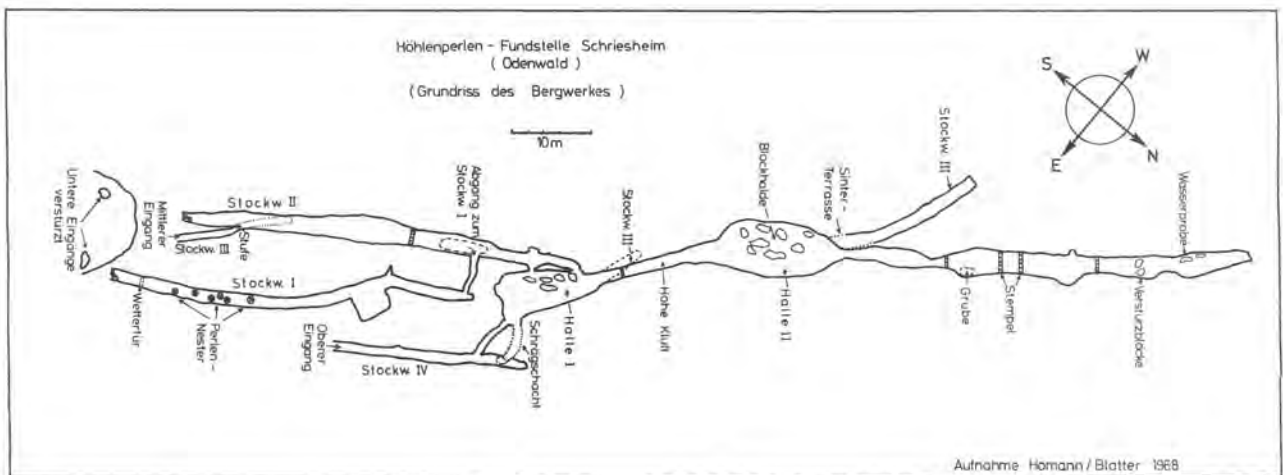 Höhlenperlen - Fundstelle Schriesheim
( Odenwald )
(Grundriss des Bergwerkes )
10m
S
W
E
N
Untere Eingänge
verstürzt
Mittlerer
Eingang
Stockw. II
Stockw. III
Stufe
Abgang zum
Stockw. I
Stockw. I
Wettertür
Perlen-
Nester
Oberer
Eingang
Stockw. IV
Schrägschacht
Halle I
Stockw. III
Hohe Kluft
Blockhalde
Halle II
Sinter-
Terrasse
Stockw. III
Grube
Stempel
Verstürzblöcke
Wasserprobe
Aufnahme Homann / Blatter 1968